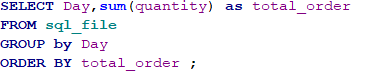 SELECT Day,sum(quantity) as total_order
FROM sql_file
GROUP by Day
ORDER BY total_order ;